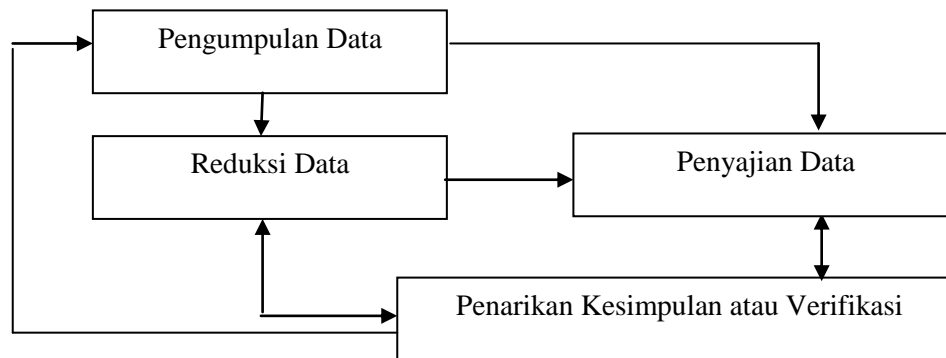 Pengumpulan Data
Reduksi Data
Penyajian Data
Penarikan Kesimpulan atau Verifikasi